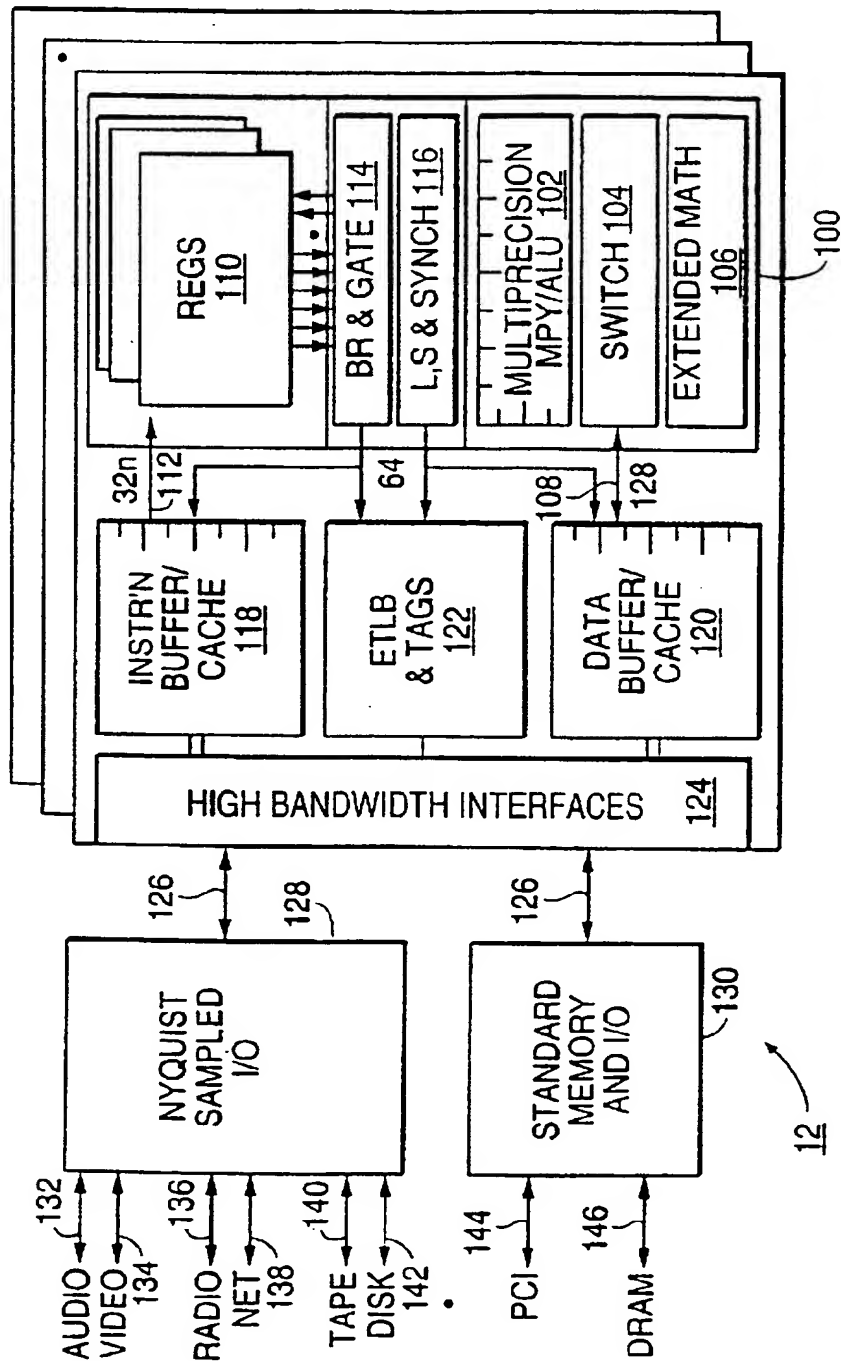 AUDIO
132
VIDEO
134
RADIO
136
NET
138
TAPE
140
DISK
142
NYQUIST
SAMPLED
I/O
128
126
PCI
144
DRAM
146
STANDARD
MEMORY
AND I/O
130
126
12
HIGH BANDWIDTH INTERFACES 124
INSTR'N
BUFFER/
CACHE
118
ETLB
& TAGS
122
DATA
BUFFER/
CACHE
120
32n
112
64
108
128
REGS
110
BR & GATE 114
L,S & SYNCH 116
MULTIPRECISION
MPY/ALU 102
SWITCH 104
EXTENDED MATH
106
100